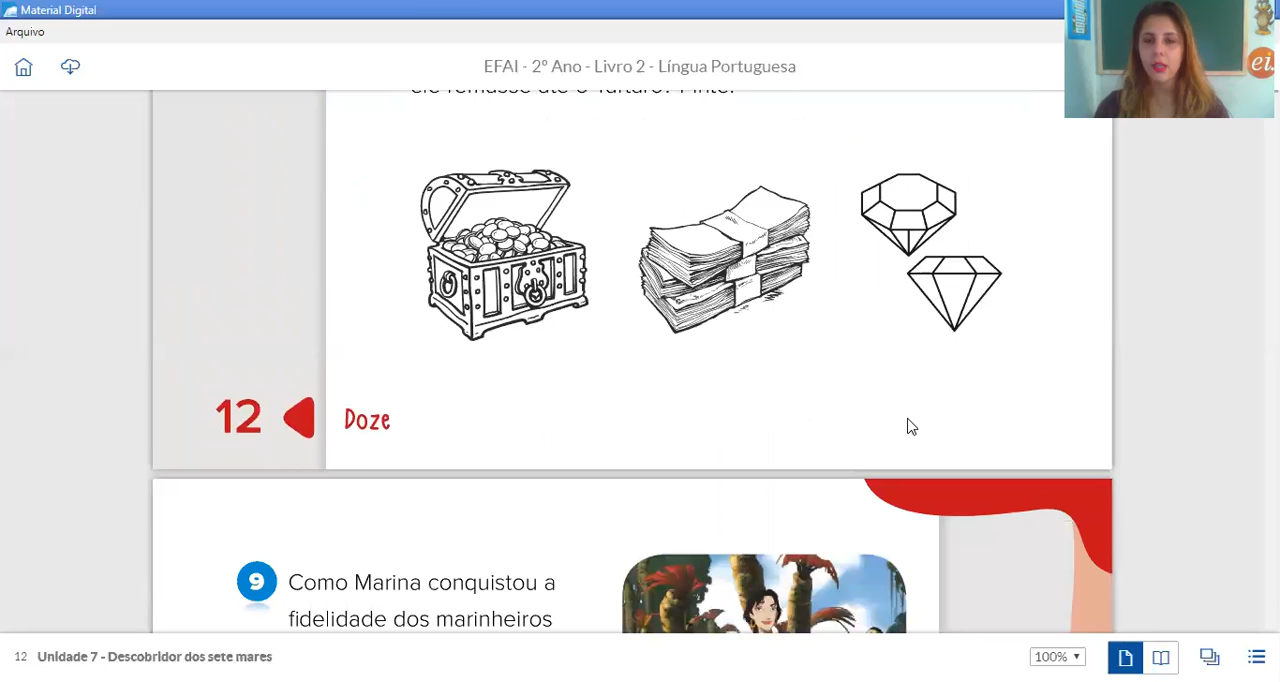 Material Digital
Arquivo
EFAI - 2º Ano - Livro 2 - Língua Portuguesa
ei.
12
Doze
9
Como Marina conquistou a
fidelidade dos marinheiros
12 Unidade 7 - Descobridor dos sete mares
100%